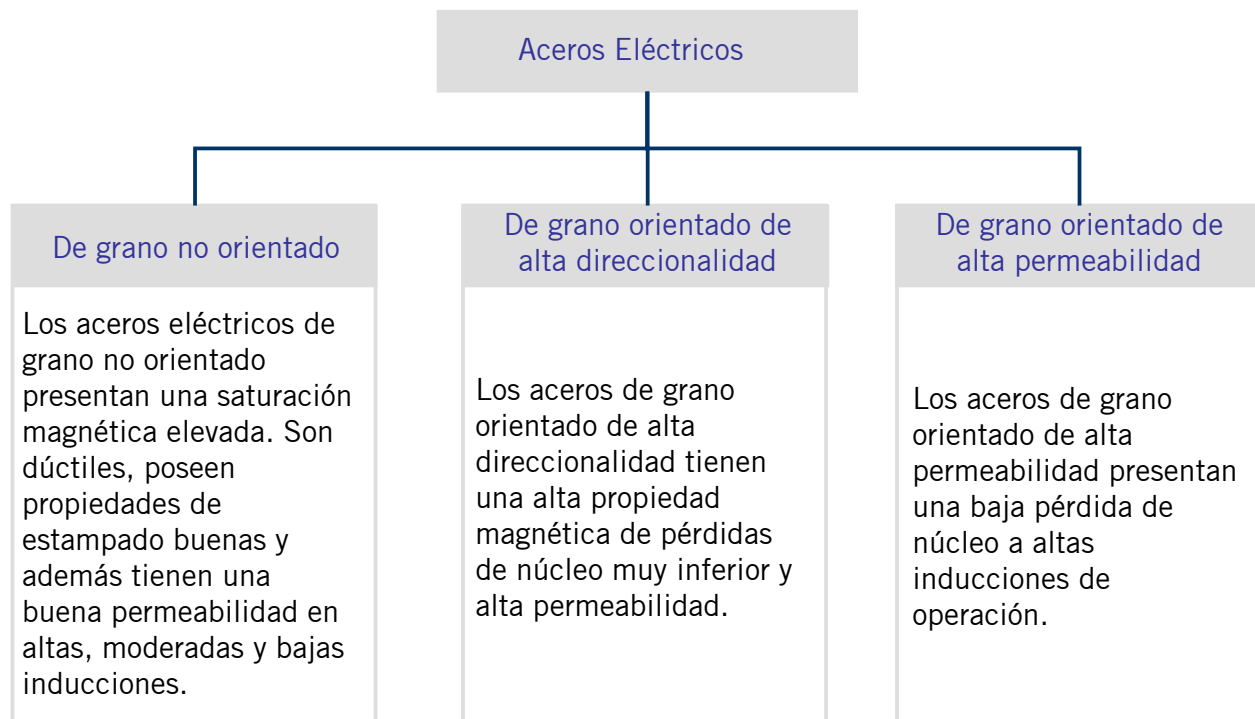 Aceros Eléctricos
De grano no orientado
Los aceros eléctricos de
grano no orientado
presentan una saturación
magnética elevada. Son
dúctiles, poseen
propiedades de
estampado buenas y
además tienen una
buena permeabilidad en
altas, moderadas y bajas
inducciones.
De grano orientado de
alta direccionalidad
Los aceros de grano
orientado de alta
direccionalidad tienen
una alta propiedad
magnética de pérdidas
de núcleo muy inferior y
alta permeabilidad.
De grano orientado de
alta permeabilidad
Los aceros de grano
orientado de alta
permeabilidad presentan
una baja pérdida de
núcleo a altas
inducciones de
operación.